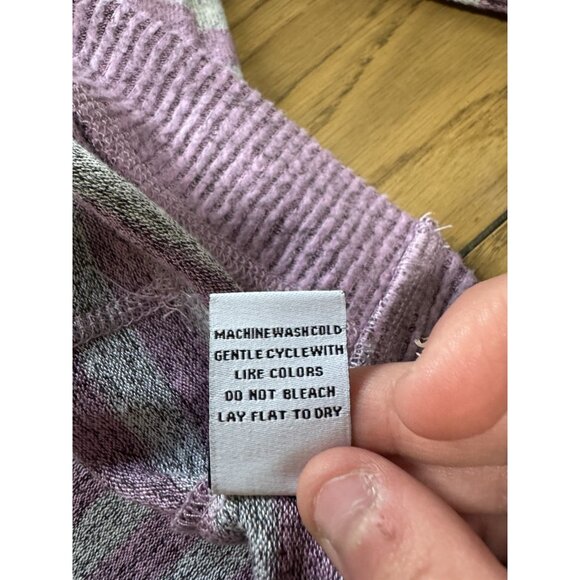 MACHINE WASH COLD
GENTLE CYCLE WITH
LIKE COLORS
DO NOT BLEACH
LAY FLAT TO DRY